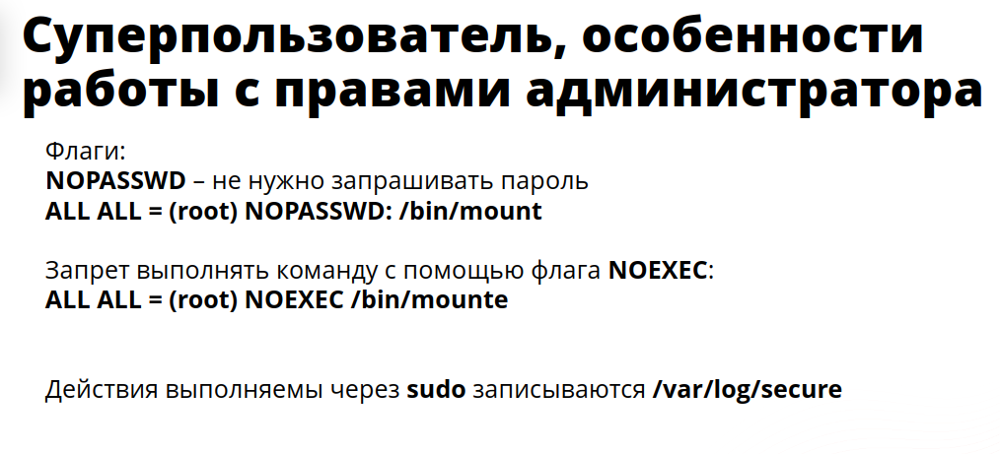 Суперпользователь, особенности
работы с правами администратора
Флаги:
NOPASSWD – не нужно запрашивать пароль
ALL ALL = (root) NOPASSWD: /bin/mount
Запрет выполнять команду с помощью флага NOEXEC:
ALL ALL = (root) NOEXEC /bin/mounte
Действия выполняемы через sudo записываются /var/log/secure